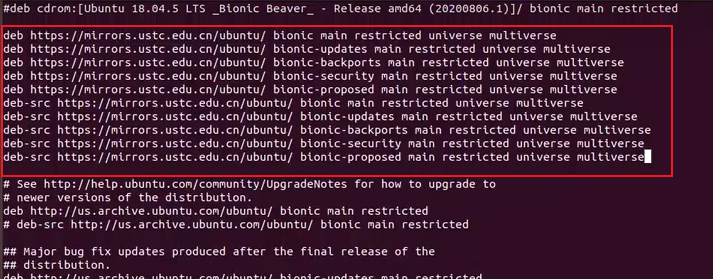 #deb cdrom:[Ubuntu 18.04.5 LTS _Bionic Beaver_ - Release amd64 (20200806.1)]/ bionic main restricted
deb https://mirrors.ustc.edu.cn/ubuntu/ bionic main restricted universe multiverse
deb https://mirrors.ustc.edu.cn/ubuntu/ bionic-updates main restricted universe multiverse
deb https://mirrors.ustc.edu.cn/ubuntu/ bionic-backports main restricted universe multiverse
deb https://mirrors.ustc.edu.cn/ubuntu/ bionic-security main restricted universe multiverse
deb https://mirrors.ustc.edu.cn/ubuntu/ bionic-proposed main restricted universe multiverse
deb-src https://mirrors.ustc.edu.cn/ubuntu/ bionic main restricted universe multiverse
deb-src https://mirrors.ustc.edu.cn/ubuntu/ bionic-updates main restricted universe multiverse
deb-src https://mirrors.ustc.edu.cn/ubuntu/ bionic-backports main restricted universe multiverse
deb-src https://mirrors.ustc.edu.cn/ubuntu/ bionic-security main restricted universe multiverse
deb-src https://mirrors.ustc.edu.cn/ubuntu/ bionic-proposed main restricted universe multiverse
# See http://help.ubuntu.com/community/UpgradeNotes for how to upgrade to
# newer versions of the distribution.
deb http://us.archive.ubuntu.com/ubuntu/ bionic main restricted
# deb-src http://us.archive.ubuntu.com/ubuntu/ bionic main restricted
## Major bug fix updates produced after the final release of the
## distribution.
deb http://us.archive.ubuntu.com/ubuntu/ bionic-updates main restricted